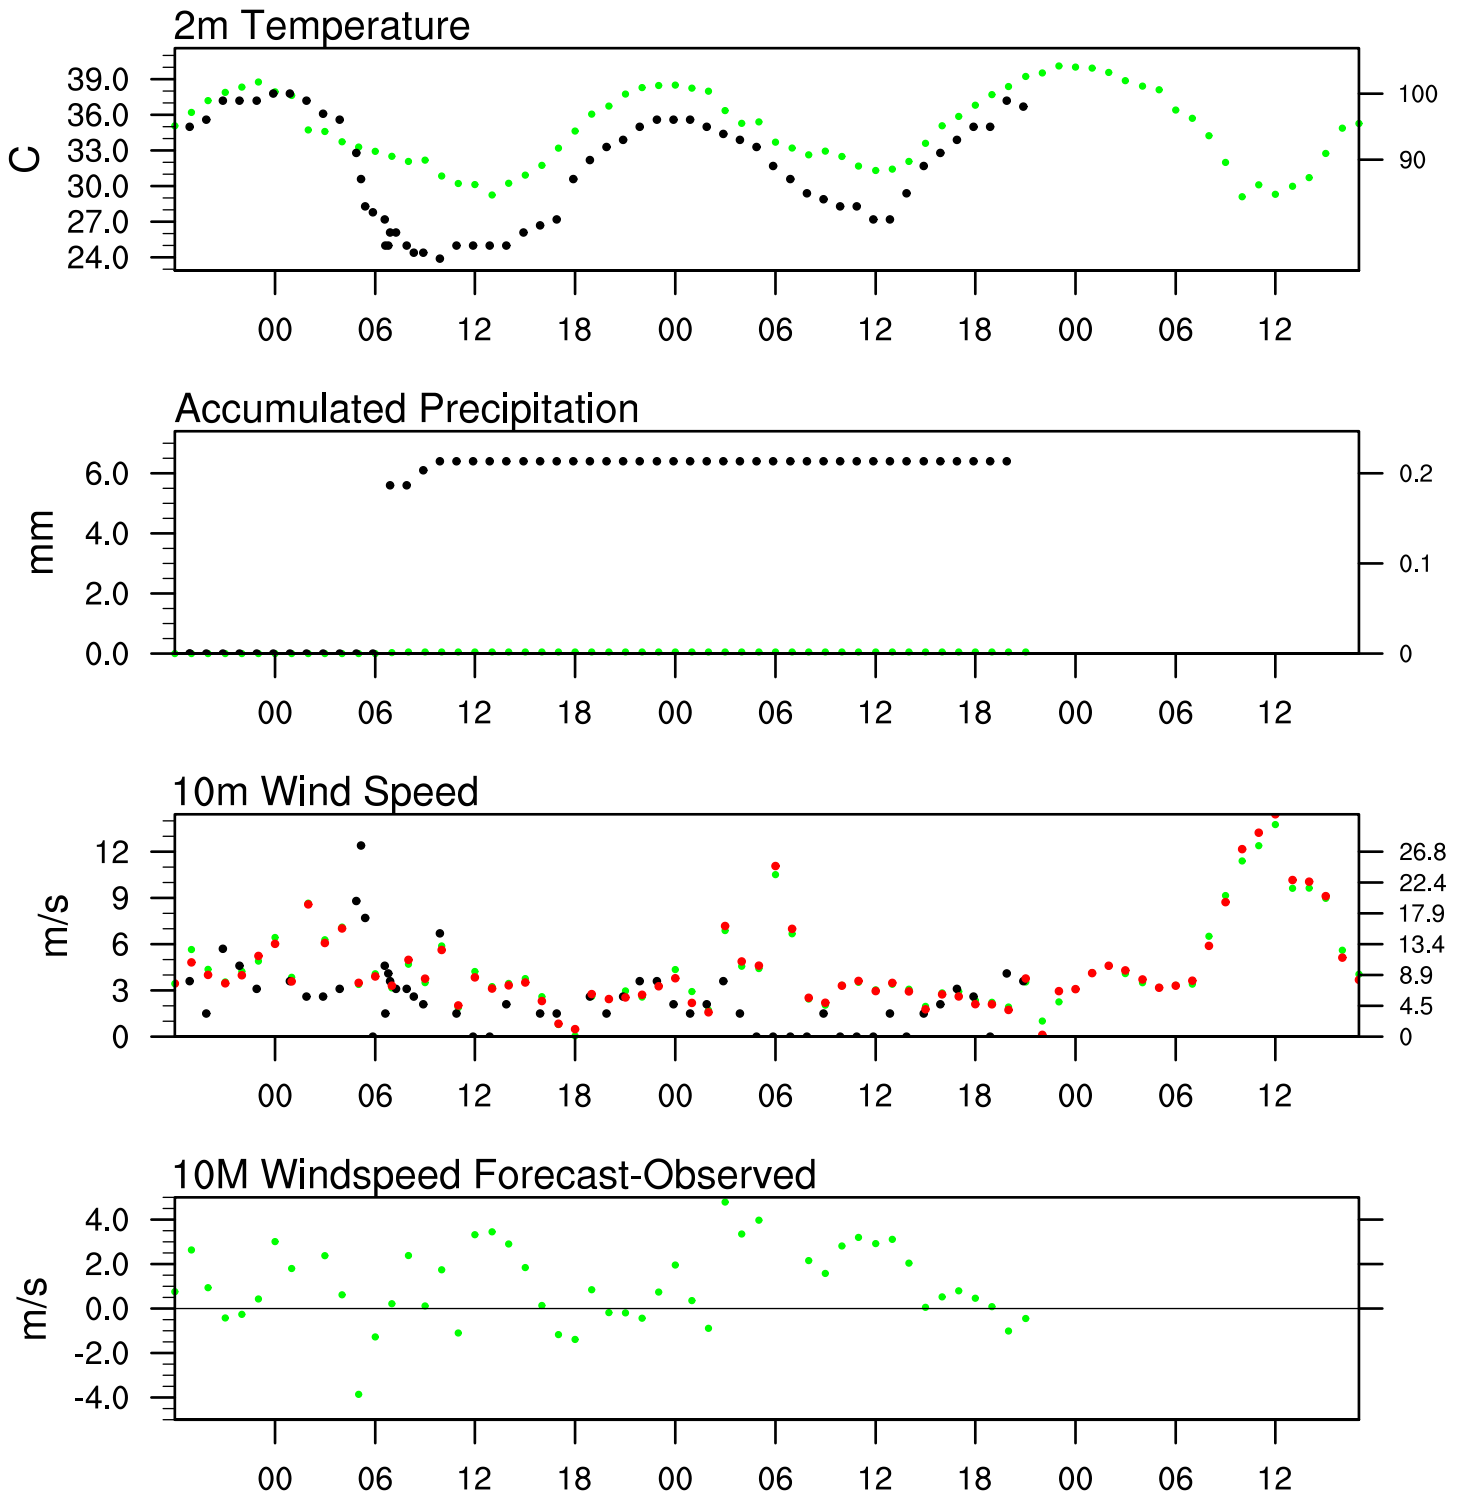 2m Temperature
39.0
36.0
33.0
30.0
27.0
24.0
C
100
90
00 06 12 18 00 06 12 18 00 06 12
Accumulated Precipitation
6.0
4.0
2.0
0.0
mm
0.2
0.1
0
00 06 12 18 00 06 12 18 00 06 12
10m Wind Speed
12
9
6
3
0
m/s
26.8
22.4
17.9
13.4
8.9
4.5
0
00 06 12 18 00 06 12 18 00 06 12
10M Windspeed Forecast-Observed
4.0
2.0
0.0
-2.0
-4.0
m/s
00 06 12 18 00 06 12 18 00 06 12